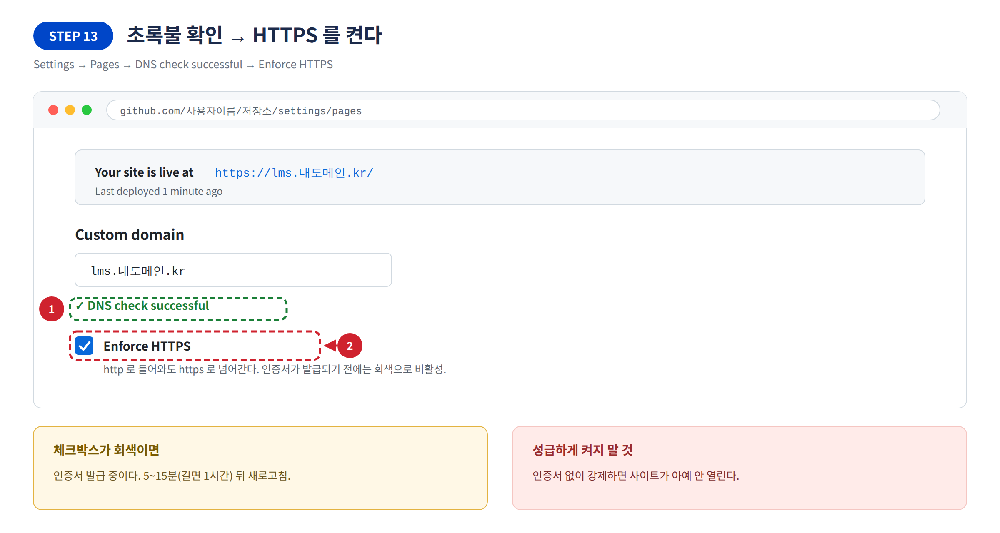 STEP 13
초록불 확인 → HTTPS 를 켠다
Settings → Pages → DNS check successful → Enforce HTTPS
github.com/사용자이름/저장소/settings/pages
Your site is live at https://lms.내도메인.kr/
Last deployed 1 minute ago
Custom domain
lms.내도메인.kr
1
✓ DNS check successful
Enforce HTTPS
2
http 로 들어와도 https 로 넘어간다. 인증서가 발급되기 전에는 회색으로 비활성.
체크박스가 회색이면
인증서 발급 중이다. 5~15분(길면 1시간) 뒤 새로고침.
성급하게 켜지 말 것
인증서 없이 강제하면 사이트가 아예 안 열린다.